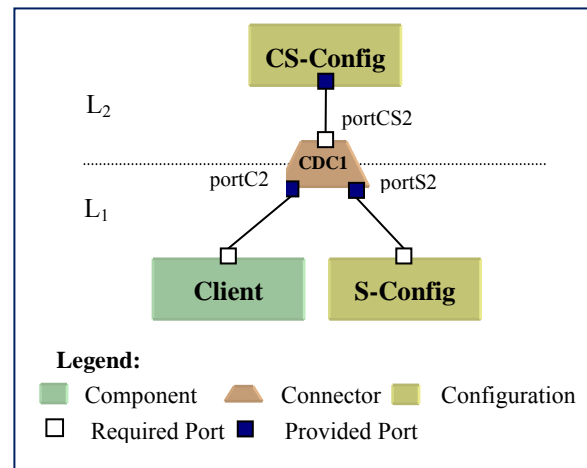 CS-Config
L2
portCS2
CDC1
portC2
portS2
L1
Client
S-Config
Legend:
Component
Connector
Configuration
Required Port
Provided Port